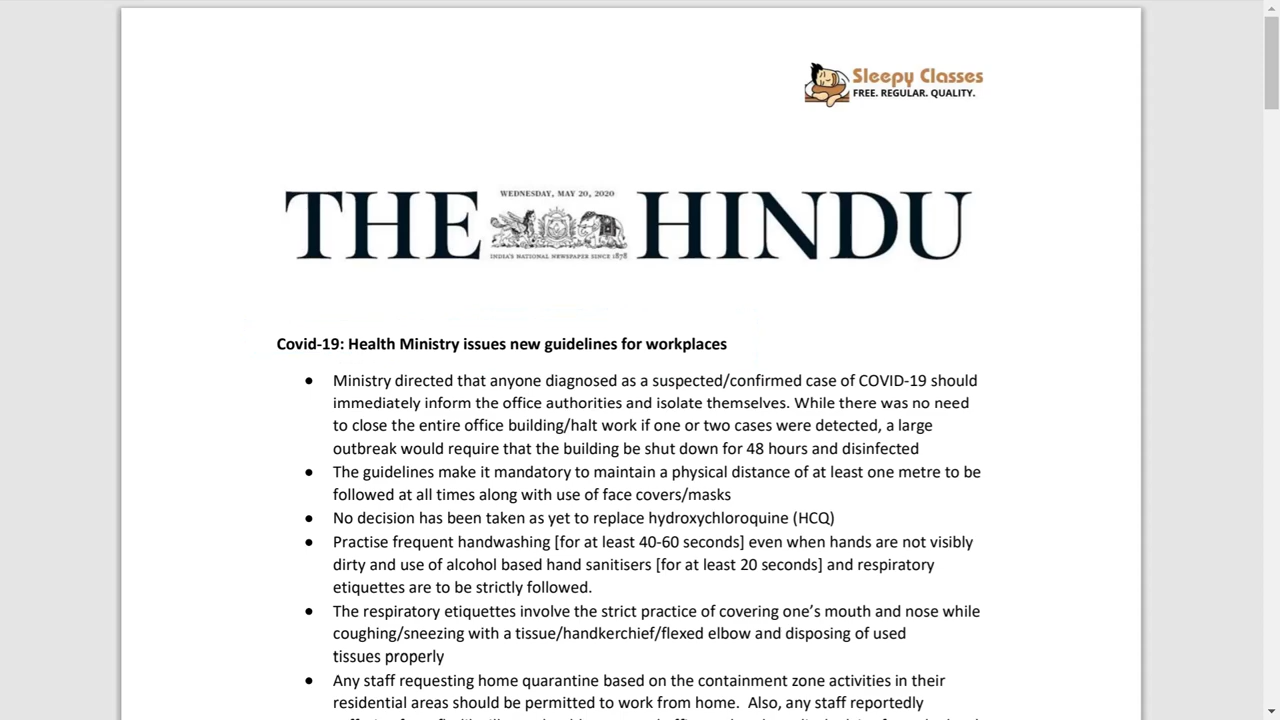 Sleepy Classes
FREE. REGULAR. QUALITY.
WEDNESDAY, MAY 20, 2020
THE HINDU
INDIA'S NATIONAL NEWSPAPER SINCE 1878
Covid-19: Health Ministry issues new guidelines for workplaces
● Ministry directed that anyone diagnosed as a suspected/confirmed case of COVID-19 should
immediately inform the office authorities and isolate themselves. While there was no need
to close the entire office building/halt work if one or two cases were detected, a large
outbreak would require that the building be shut down for 48 hours and disinfected
● The guidelines make it mandatory to maintain a physical distance of at least one metre to be
followed at all times along with use of face covers/masks
● No decision has been taken as yet to replace hydroxychloroquine (HCQ)
● Practise frequent handwashing [for at least 40-60 seconds] even when hands are not visibly
dirty and use of alcohol based hand sanitisers [for at least 20 seconds] and respiratory
etiquettes are to be strictly followed.
● The respiratory etiquettes involve the strict practice of covering one’s mouth and nose while
coughing/sneezing with a tissue/handkerchief/flexed elbow and disposing of used
tissues properly
● Any staff requesting home quarantine based on the containment zone activities in their
residential areas should be permitted to work from home. Also, any staff reportedly